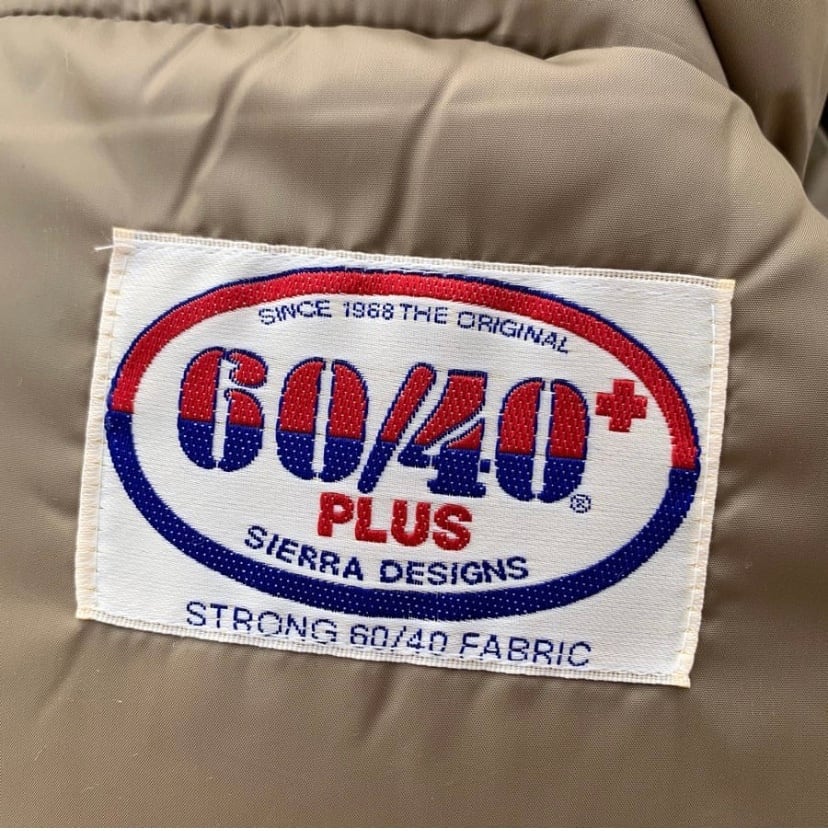 SINCE 1968 THE ORIGINAL
60/40+
®
PLUS
SIERRA DESIGNS
STRONG 60/40 FABRIC